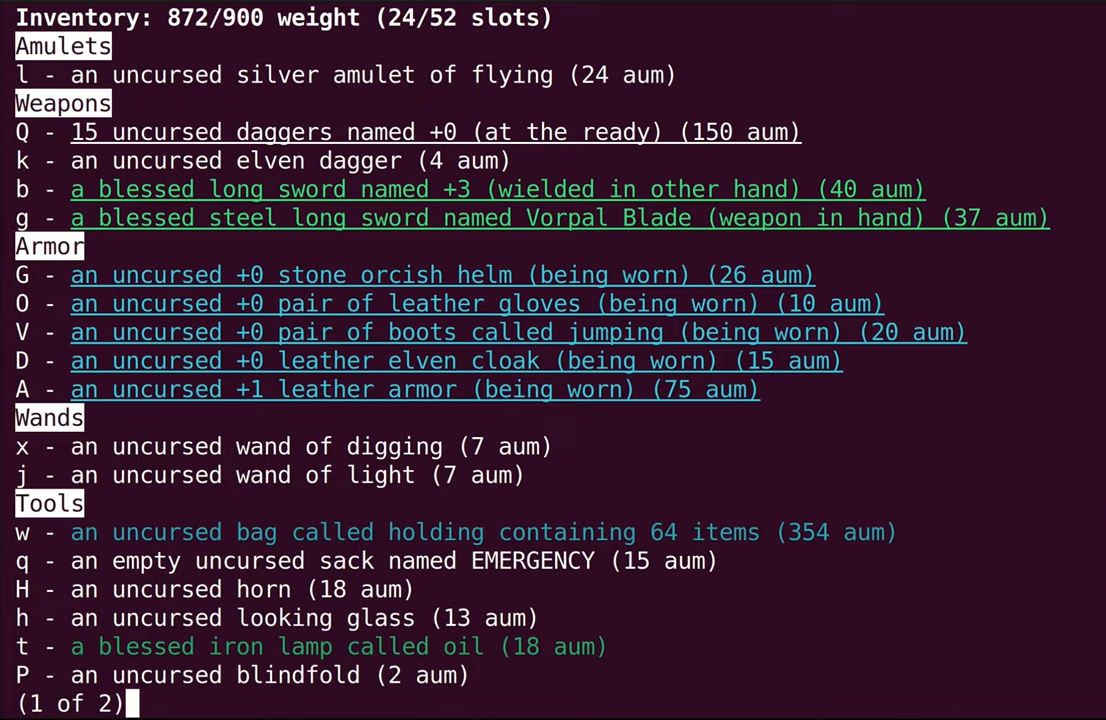 Inventory: 872/900 weight (24/52 slots)
Amulets
l - an uncursed silver amulet of flying (24 aum)
Weapons
Q - 15 uncursed daggers named +0 (at the ready) (150 aum)
k - an uncursed elven dagger (4 aum)
b - a blessed long sword named +3 (wielded in other hand) (40 aum)
g - a blessed steel long sword named Vorpal Blade (weapon in hand) (37 aum)
Armor
G - an uncursed +0 stone orcish helm (being worn) (26 aum)
O - an uncursed +0 pair of leather gloves (being worn) (10 aum)
V - an uncursed +0 pair of boots called jumping (being worn) (20 aum)
D - an uncursed +0 leather elven cloak (being worn) (15 aum)
A - an uncursed +1 leather armor (being worn) (75 aum)
Wands
x - an uncursed wand of digging (7 aum)
j - an uncursed wand of light (7 aum)
Tools
w - an uncursed bag called holding containing 64 items (354 aum)
q - an empty uncursed sack named EMERGENCY (15 aum)
H - an uncursed horn (18 aum)
h - an uncursed looking glass (13 aum)
t - a blessed iron lamp called oil (18 aum)
P - an uncursed blindfold (2 aum)
(1 of 2)